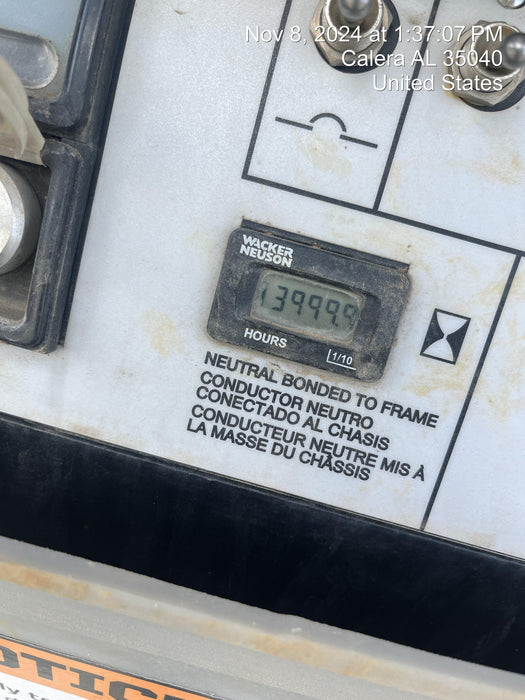 Nov 8, 2024 at 1:37:07 PM
Calera AL 35040
United States
WACKER
NEUSON
13999.9
HOURS
1/10
NEUTRAL BONDED TO FRAME
CONDUCTOR NEUTRO
CONECTADO AL CHASIS
CONDUCTEUR NEUTRE MIS À
LA MASSE DU CHÂSSIS